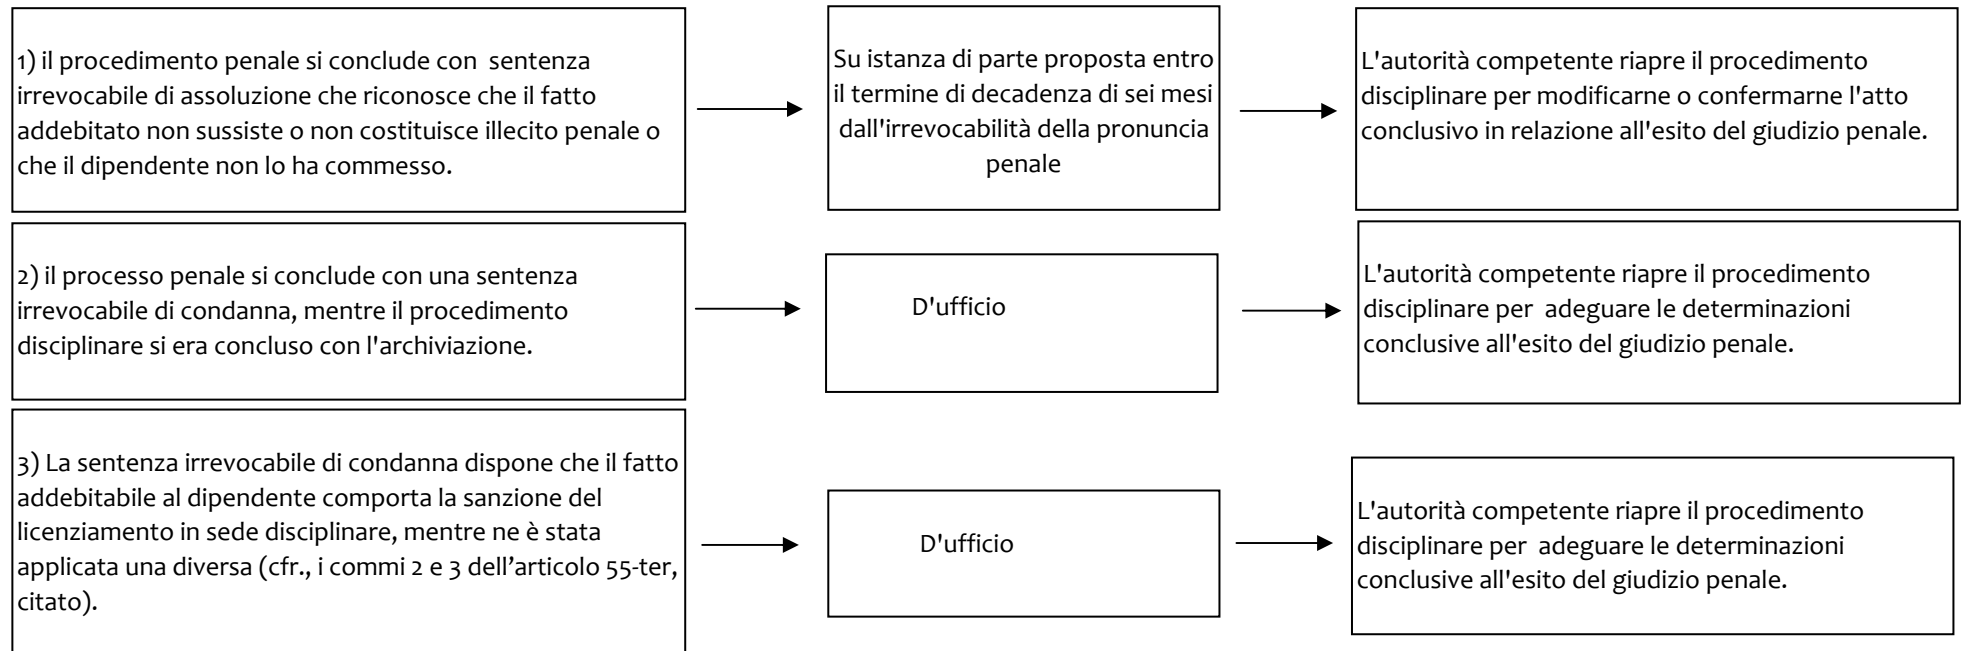 1) il procedimento penale si conclude con sentenza
irrevocabile di assoluzione che riconosce che il fatto
addebitato non sussiste o non costituisce illecito penale o
che il dipendente non lo ha commesso.
Su istanza di parte proposta entro
il termine di decadenza di sei mesi
dall'irrevocabilità della pronuncia
penale
L'autorità competente riapre il procedimento
disciplinare per modificarne o confermarne l'atto
conclusivo in relazione all'esito del giudizio penale.
2) il processo penale si conclude con una sentenza
irrevocabile di condanna, mentre il procedimento
disciplinare si era concluso con l'archiviazione.
D'ufficio
L'autorità competente riapre il procedimento
disciplinare per adeguare le determinazioni
conclusive all'esito del giudizio penale.
3) La sentenza irrevocabile di condanna dispone che il fatto
addebitabile al dipendente comporta la sanzione del
licenziamento in sede disciplinare, mentre ne è stata
applicata una diversa (cfr., i commi 2 e 3 dell’articolo 55-ter,
citato).
D'ufficio
L'autorità competente riapre il procedimento
disciplinare per adeguare le determinazioni
conclusive all'esito del giudizio penale.